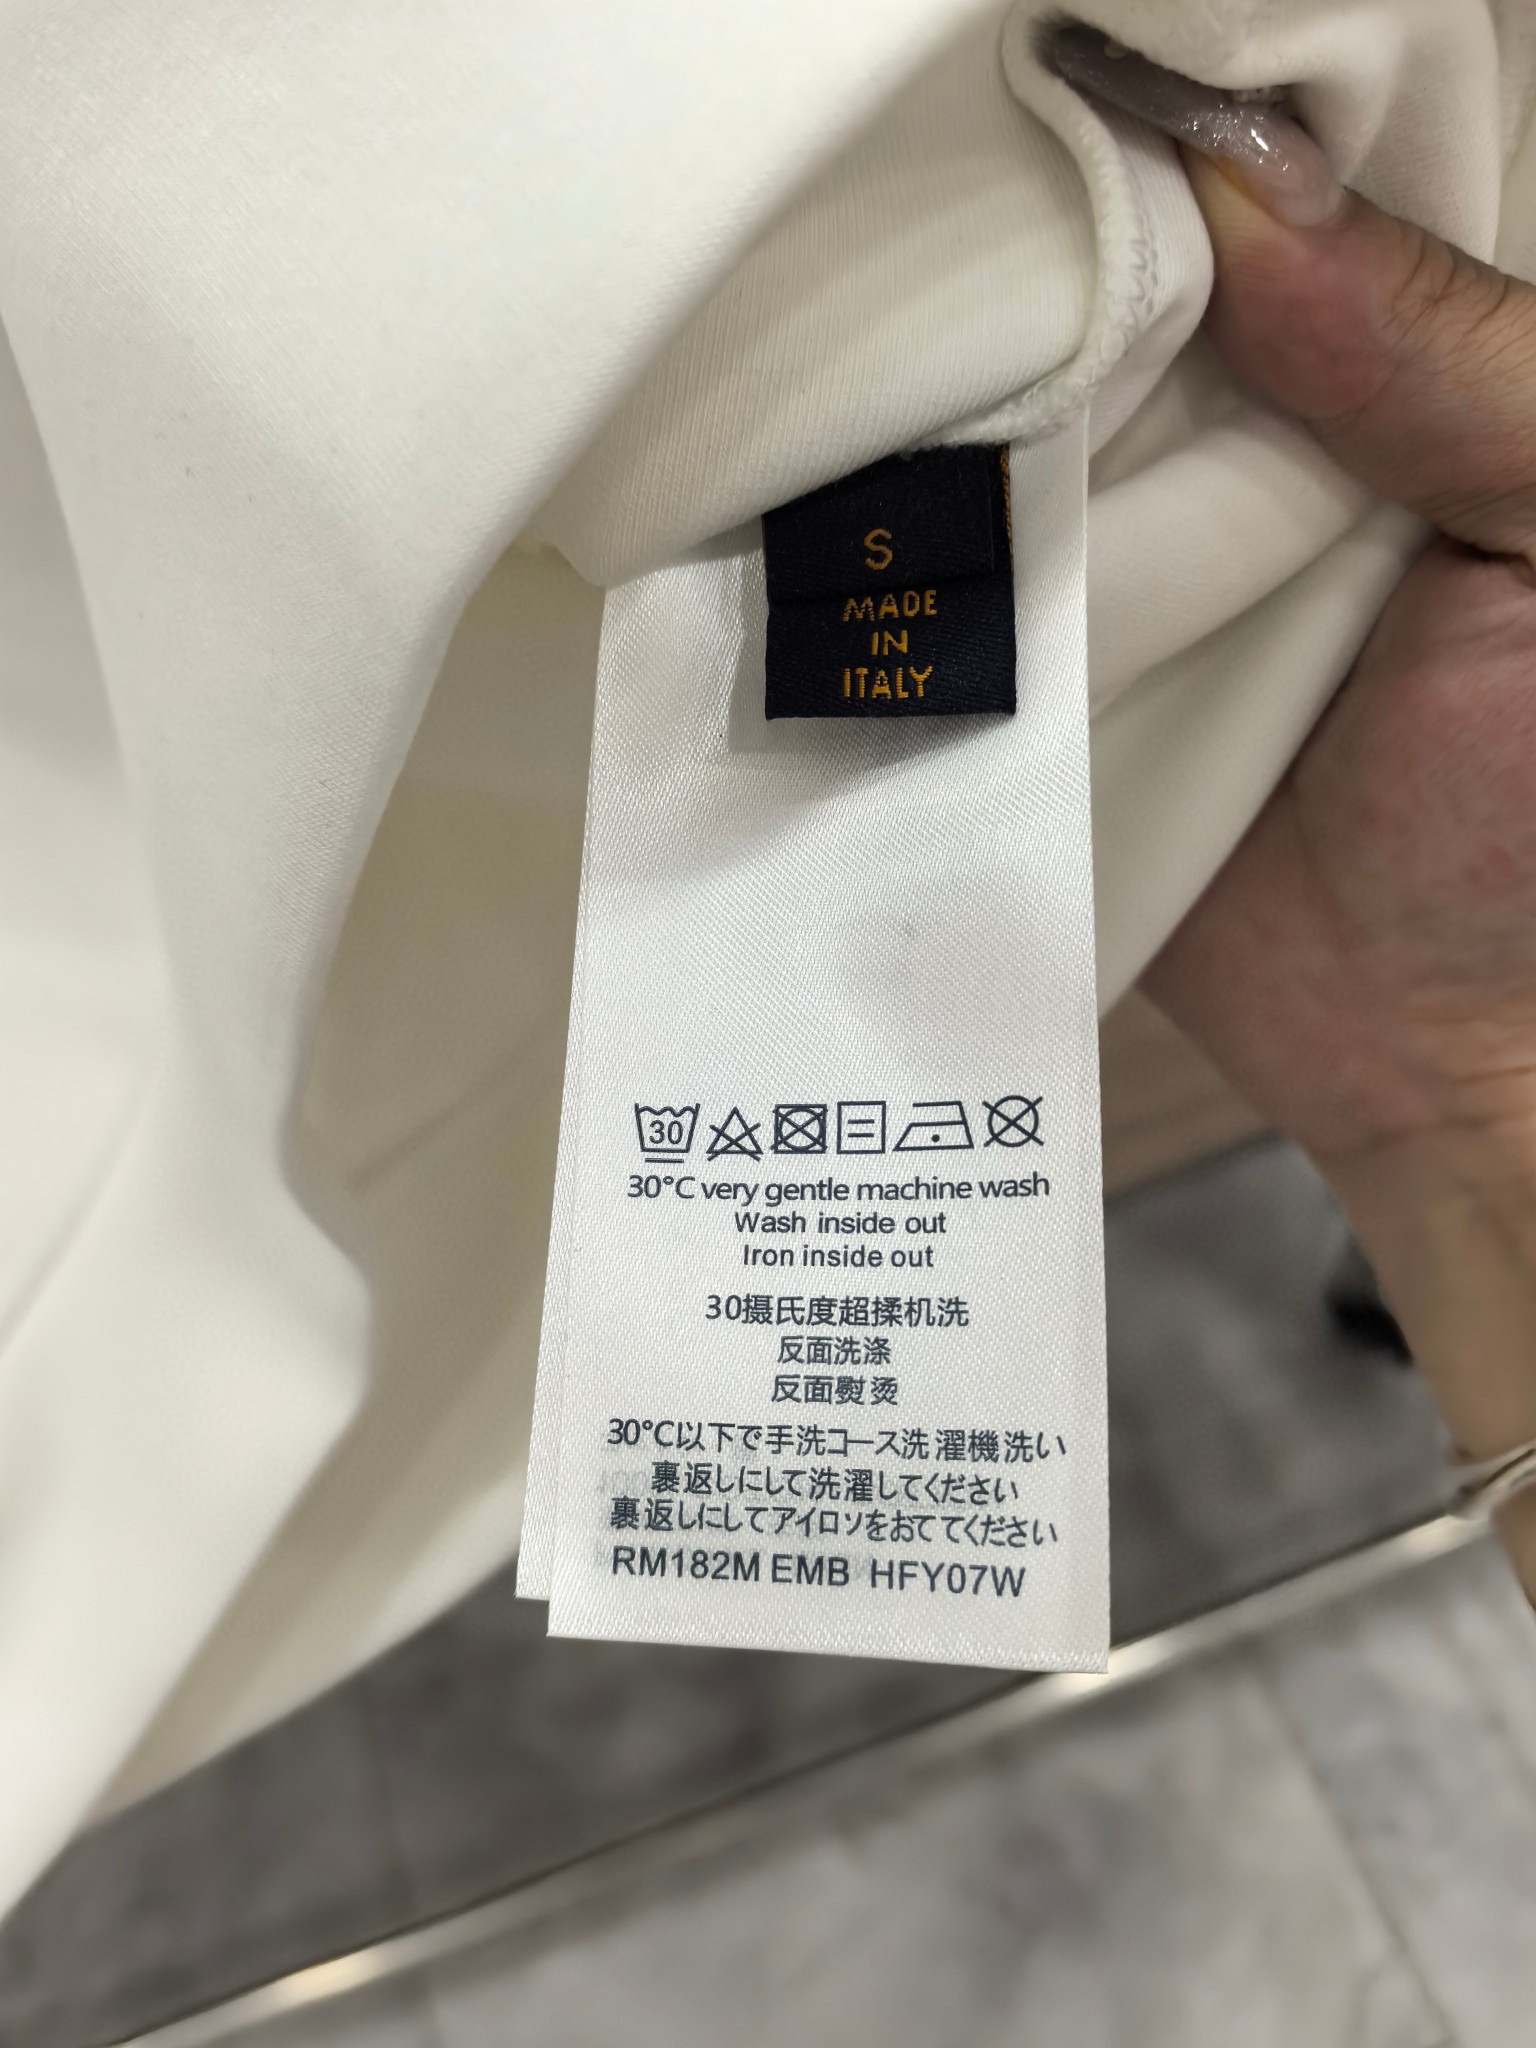 S
MADE
IN
ITALY
30
30°C very gentle machine wash
Wash inside out
Iron inside out
30摄氏度超揉机洗
反面洗涤
反面熨烫
30°C以下で手洗コース洗濯機洗い
裹返しにして洗濯してください
裹返しにしてアイロソをおててください
RM182M EMB HFY07W